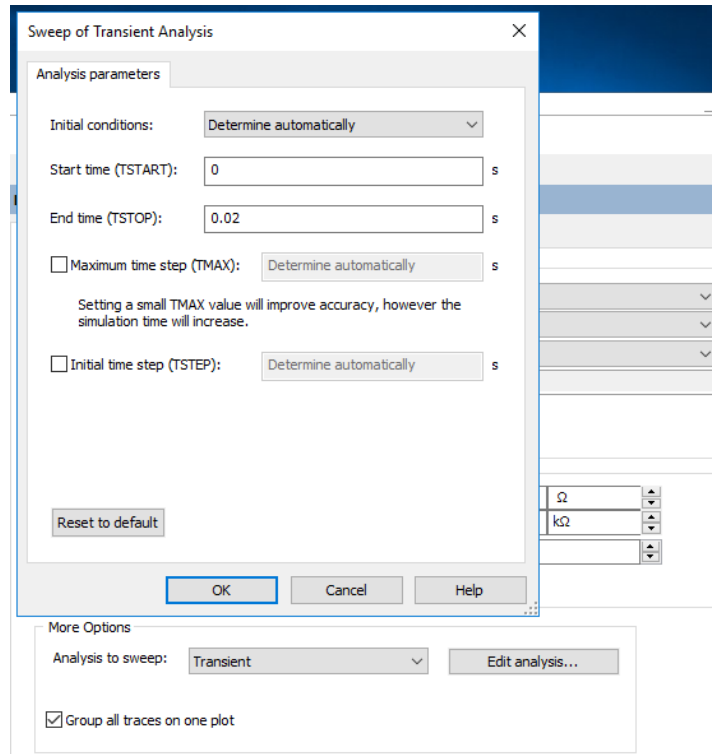 Sweep of Transient Analysis
Analysis parameters
Initial conditions: Determine automatically
Start time (TSTART): 0 s
End time (TSTOP): 0.02 s
Maximum time step (TMAX): Determine automatically s
Setting a small TMAX value will improve accuracy, however the
simulation time will increase.
Initial time step (TSTEP): Determine automatically s
Ω
Reset to default
kΩ
OK Cancel Help
More Options
Analysis to sweep: Transient Edit analysis...
Group all traces on one plot